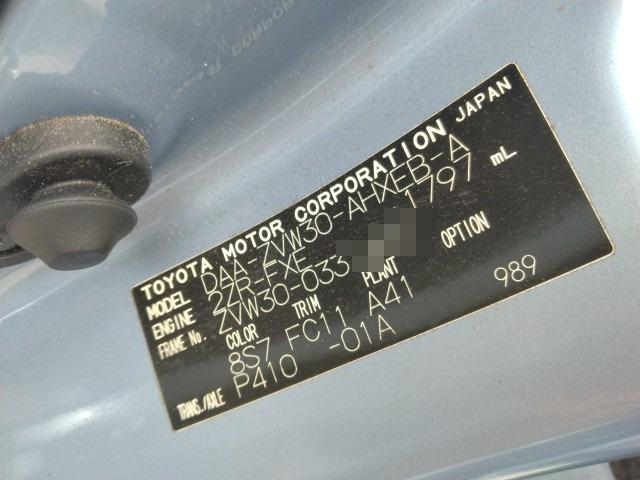 TOYOTA MOTOR CORPORATION JAPAN
MODEL DAA-ZVW30-AHXEB-A
ENGINE 2ZR-FXE 1797 mL
FRAME No. ZVW30-033
COLOR TRIM PLANT OPTION
8S7 FC11 A41 989
TRANS./AXLE P410 -01A